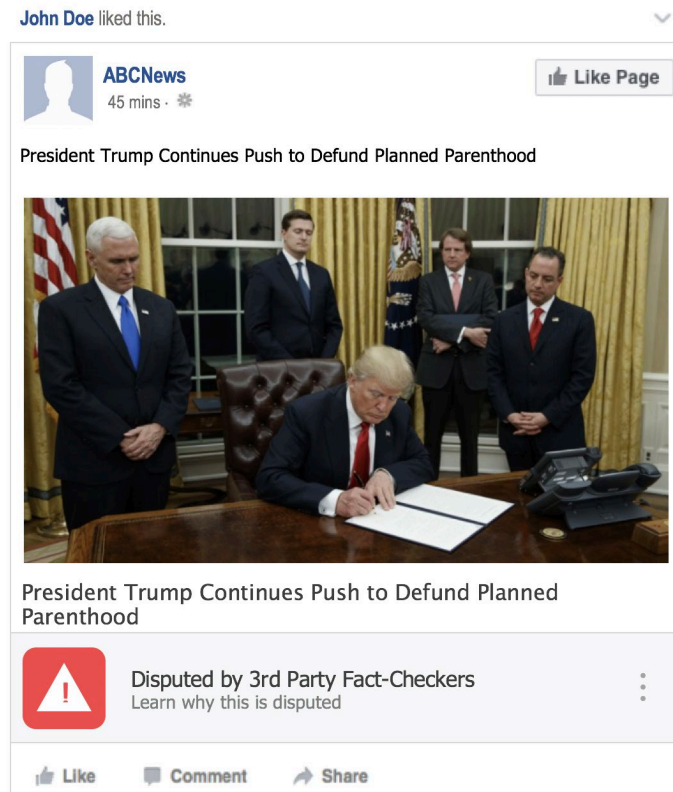 John Doe liked this.
ABCNews
Like Page
45 mins ·
President Trump Continues Push to Defund Planned Parenthood
President Trump Continues Push to Defund Planned
Parenthood
!
Disputed by 3rd Party Fact-Checkers
Learn why this is disputed
Like Comment Share